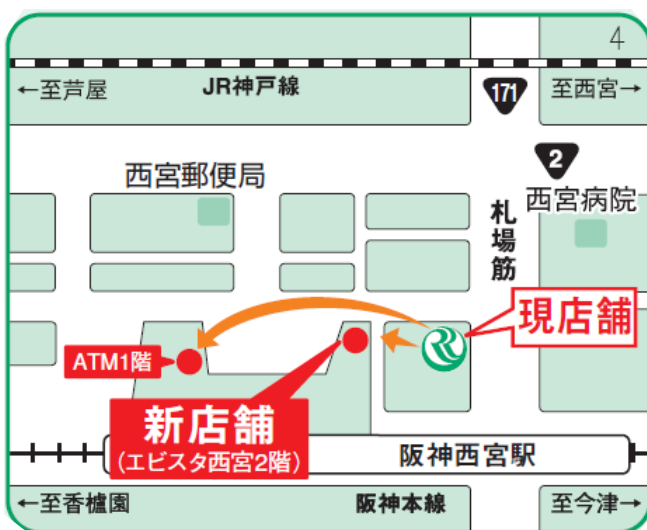 4
←至芦屋
JR神戸線
171
至西宮→
2
西宮郵便局
西宮病院
札場筋
現店舗
ATM1階
新店舗
(エビスタ西宮2階)
阪神西宮駅
←至香櫨園
阪神本線
至今津→